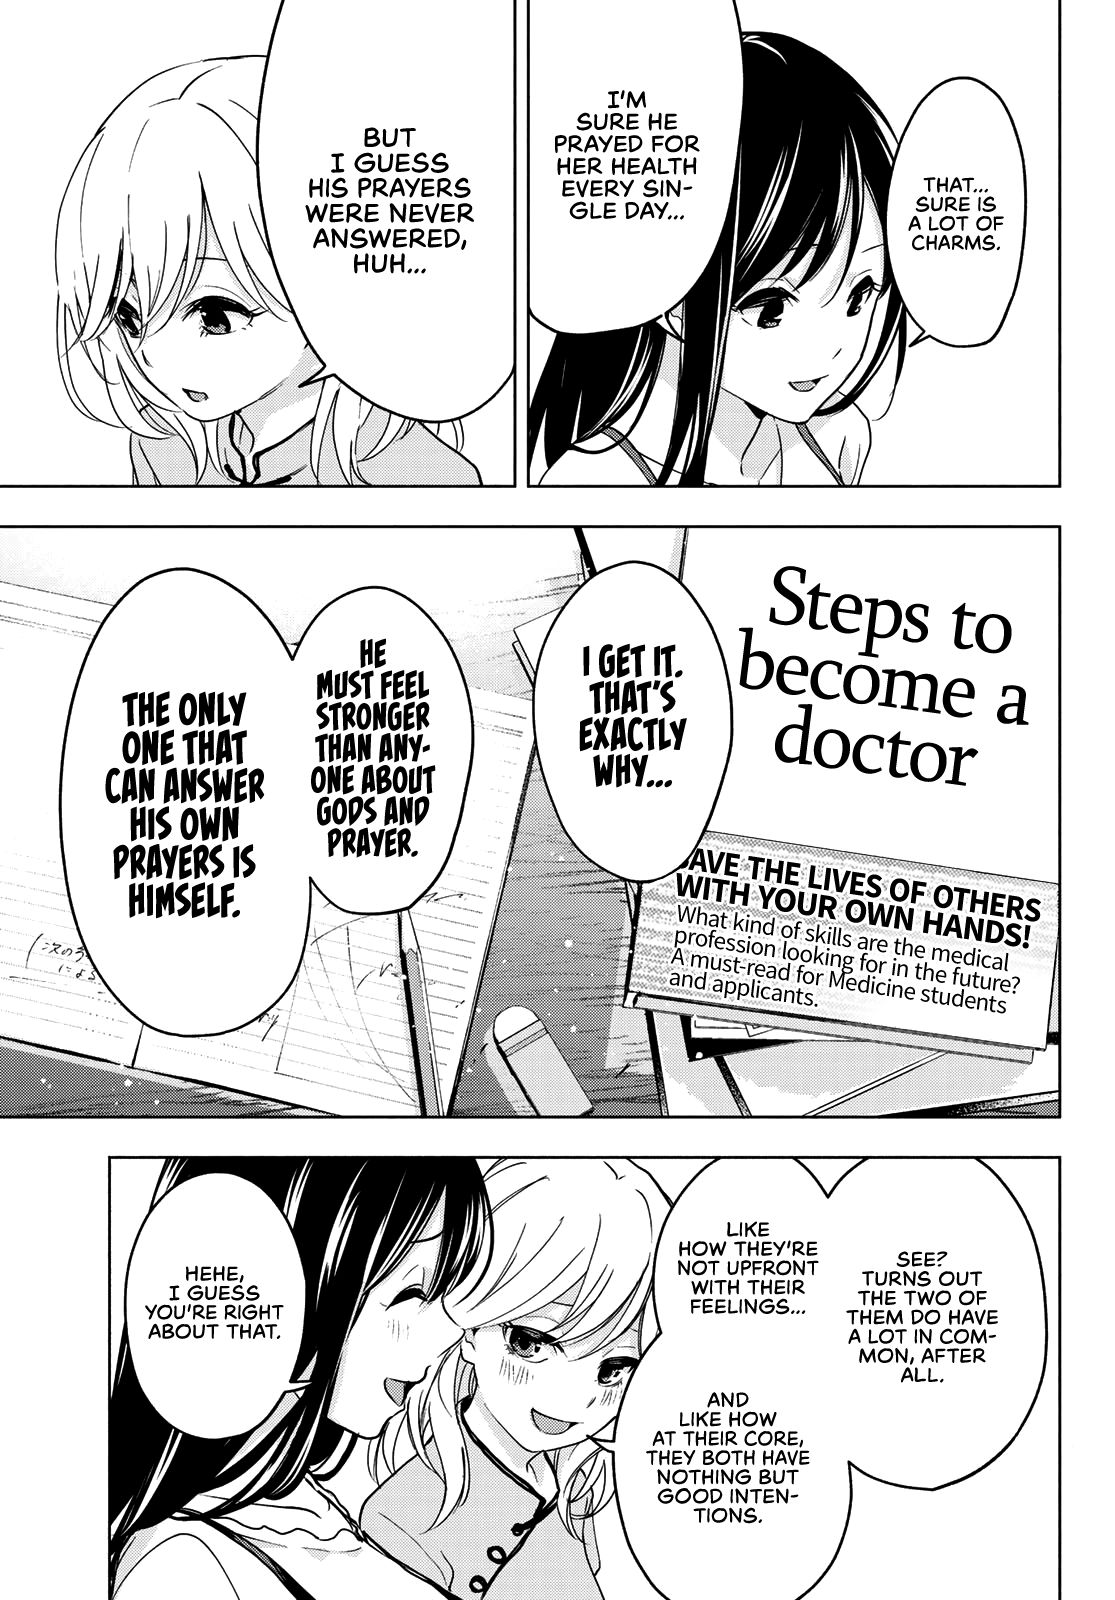 THAT...
SURE IS
A LOT OF
CHARMS.
I'M
SURE HE
PRAYED FOR
HER HEALTH
EVERY SIN-
GLE DAY...
BUT
I GUESS
HIS PRAYERS
WERE NEVER
ANSWERED,
HUH...
Steps to
become a
doctor
SAVE THE LIVES OF OTHERS
WITH YOUR OWN HANDS!
What kind of skills are the medical
profession looking for in the future?
A must-read for Medicine students
and applicants.
I GET IT.
THAT'S
EXACTLY
WHY...
HE
MUST FEEL
STRONGER
THAN ANY-
ONE ABOUT
GODS AND
PRAYER.
THE ONLY
ONE THAT
CAN ANSWER
HIS OWN
PRAYERS IS
HIMSELF.
SEE?
TURNS OUT
THE TWO OF
THEM DO HAVE
A LOT IN COM-
MON, AFTER
ALL.
LIKE
HOW THEY'RE
NOT UPFRONT
WITH THEIR
FEELINGS...
AND
LIKE HOW
AT THEIR CORE,
THEY BOTH HAVE
NOTHING BUT
GOOD INTEN-
TIONS.
HEHE,
I GUESS
YOU'RE RIGHT
ABOUT THAT.